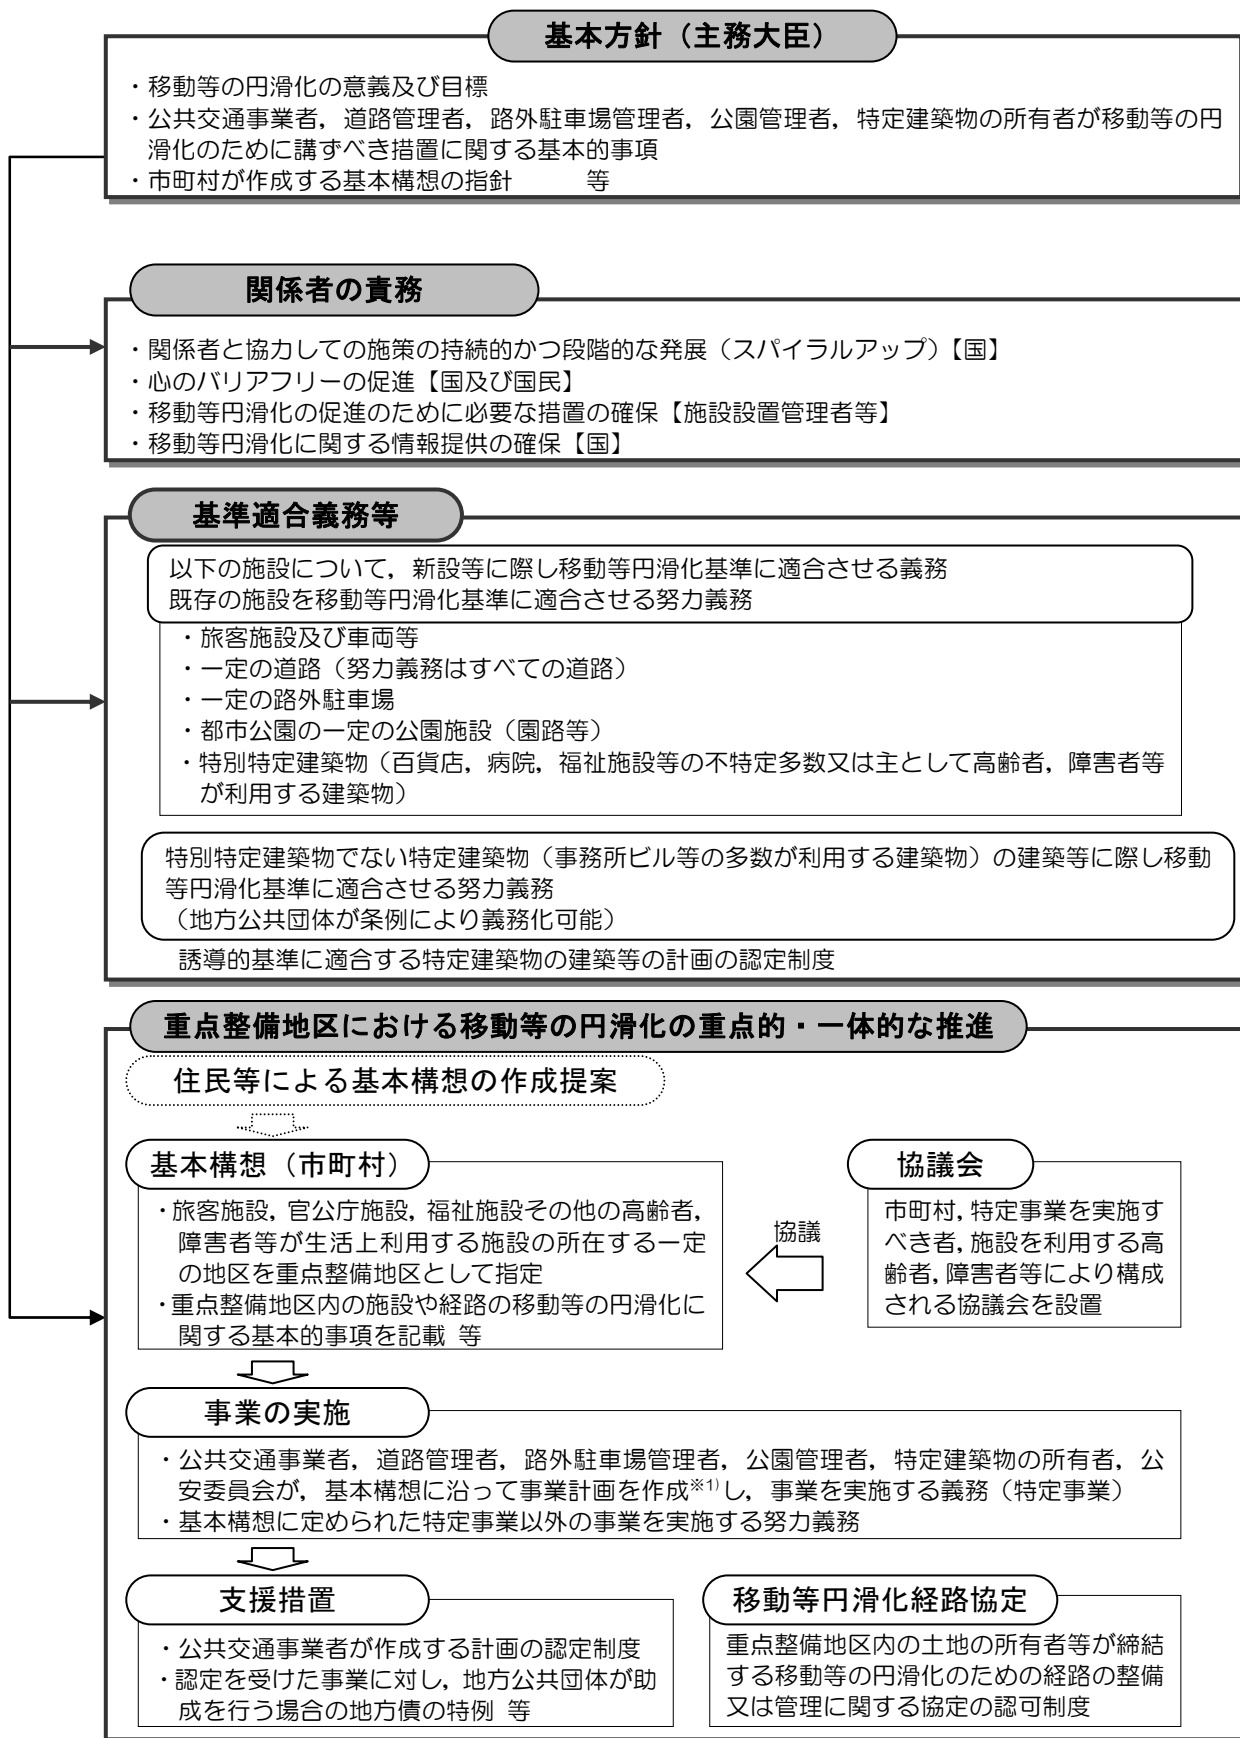 基本方針（主務大臣）
・移動等の円滑化の意義及び目標
・公共交通事業者，道路管理者，路外駐車場管理者，公園管理者，特定建築物の所有者が移動等の円
滑化のために講ずべき措置に関する基本的事項
・市町村が作成する基本構想の指針　　　等
関係者の責務
・関係者と協力しての施策の持続的かつ段階的な発展（スパイラルアップ）【国】
・心のバリアフリーの促進【国及び国民】
・移動等円滑化の促進のために必要な措置の確保【施設設置管理者等】
・移動等円滑化に関する情報提供の確保【国】
基準適合義務等
以下の施設について，新設等に際し移動等円滑化基準に適合させる義務
既存の施設を移動等円滑化基準に適合させる努力義務
・旅客施設及び車両等
・一定の道路（努力義務はすべての道路）
・一定の路外駐車場
・都市公園の一定の公園施設（園路等）
・特別特定建築物（百貨店，病院，福祉施設等の不特定多数又は主として高齢者，障害者等
が利用する建築物）
特別特定建築物でない特定建築物（事務所ビル等の多数が利用する建築物）の建築等に際し移動
等円滑化基準に適合させる努力義務
（地方公共団体が条例により義務化可能）
誘導的基準に適合する特定建築物の建築等の計画の認定制度
重点整備地区における移動等の円滑化の重点的・一体的な推進
住民等による基本構想の作成提案
基本構想（市町村）
・旅客施設，官公庁施設，福祉施設その他の高齢者，
障害者等が生活上利用する施設の所在する一定
の地区を重点整備地区として指定
・重点整備地区内の施設や経路の移動等の円滑化に
関する基本的事項を記載 等
協議
協議会
市町村，特定事業を実施す
べき者，施設を利用する高
齢者，障害者等により構成
される協議会を設置
事業の実施
・公共交通事業者，道路管理者，路外駐車場管理者，公園管理者，特定建築物の所有者，公
安委員会が，基本構想に沿って事業計画を作成※1)し，事業を実施する義務（特定事業）
・基本構想に定められた特定事業以外の事業を実施する努力義務
支援措置
・公共交通事業者が作成する計画の認定制度
・認定を受けた事業に対し，地方公共団体が助
成を行う場合の地方債の特例 等
移動等円滑化経路協定
重点整備地区内の土地の所有者等が締結
する移動等の円滑化のための経路の整備
又は管理に関する協定の認可制度